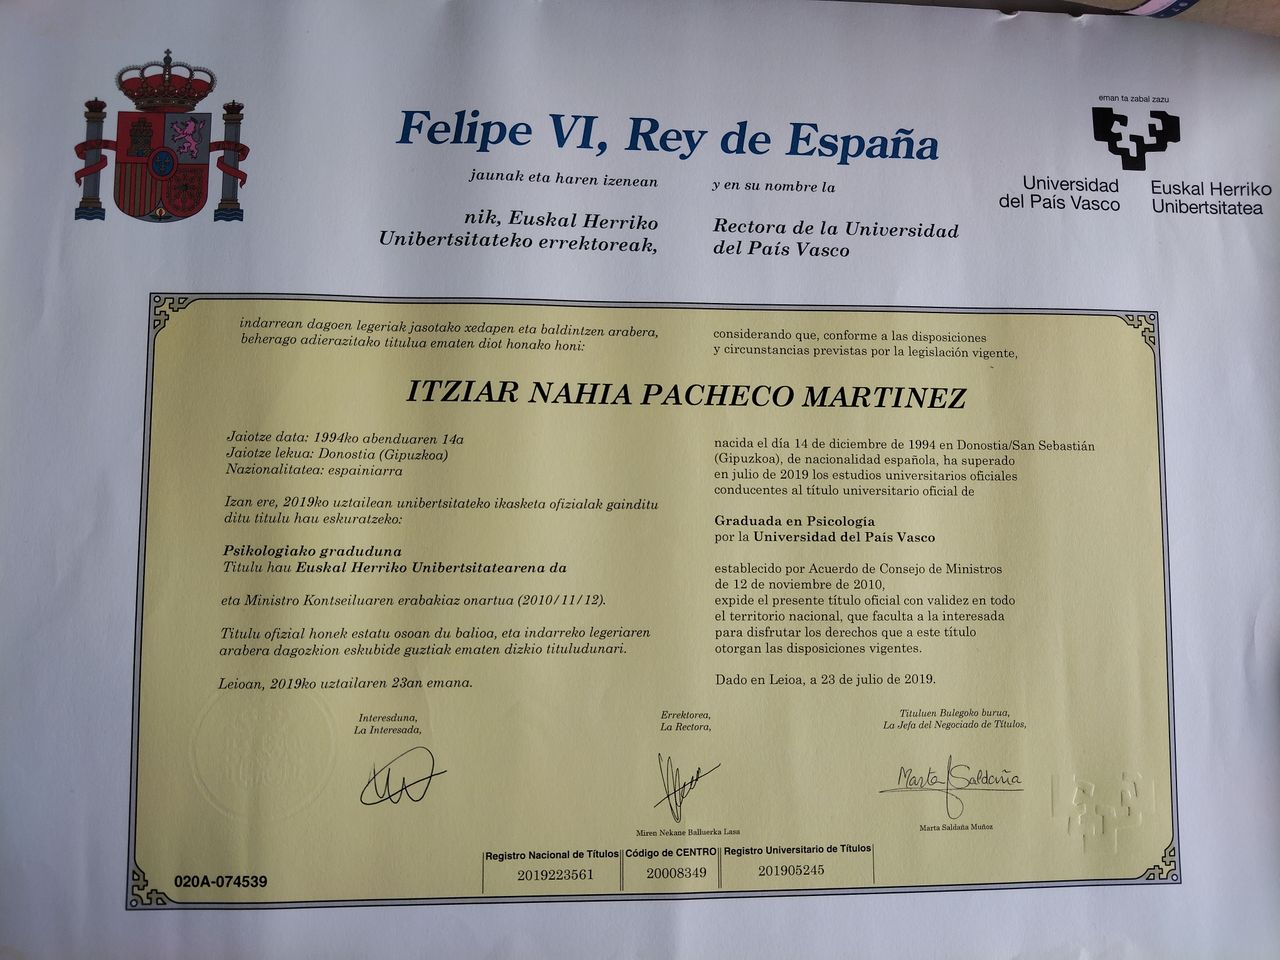 eman ta zabal zazu
Felipe VI, Rey de España
Universidad
del País Vasco
Euskal Herriko
Unibertsitatea
jaunak eta haren izenean
nik, Euskal Herriko
Unibertsitateko errektoreak,
y en su nombre la
Rectora de la Universidad
del País Vasco
indarrean dagoen legeriak jasotako xedapen eta baldintzen arabera,
beherago adierazitako titulua ematen diot honako honi:
considerando que, conforme a las disposiciones
y circunstancias previstas por la legislación vigente,
ITZIAR NAHIA PACHECO MARTINEZ
Jaiotze data: 1994ko abenduaren 14a
Jaiotze lekua: Donostia (Gipuzkoa)
Nazionalitatea: espainiarra
Izan ere, 2019ko uztailean unibertsitateko ikasketa ofizialak gainditu
ditu titulu hau eskuratzeko:
Psikologiako graduduna
Titulu hau Euskal Herriko Unibertsitatearena da
eta Ministro Kontseiluaren erabakiaz onartua (2010/11/12).
Titulu ofizial honek estatu osoan du balioa, eta indarreko legeriaren
arabera dagozkion eskubide guztiak ematen dizkio tituludunari.
Leioan, 2019ko uztailaren 23an emana.
nacida el día 14 de diciembre de 1994 en Donostia/San Sebastián
(Gipuzkoa), de nacionalidad española, ha superado
en julio de 2019 los estudios universitarios oficiales
conducentes al título universitario oficial de
Graduada en Psicología
por la Universidad del País Vasco
establecido por Acuerdo de Consejo de Ministros
de 12 de noviembre de 2010,
expide el presente título oficial con validez en todo
el territorio nacional, que faculta a la interesada
para disfrutar los derechos que a este título
otorgan las disposiciones vigentes.
Dado en Leioa, a 23 de julio de 2019.
Interesduna,
La Interesada,
Errektorea,
La Rectora,
Tituluen Bulegoko burua,
La Jefa del Negociado de Títulos,
Marta Saldaña
Miren Nekane Balluerka Lasa
Marta Saldaña Muñoz
Registro Nacional de Títulos
2019223561
Código de CENTRO
20008349
Registro Universitario de Títulos
201905245
020A-074539